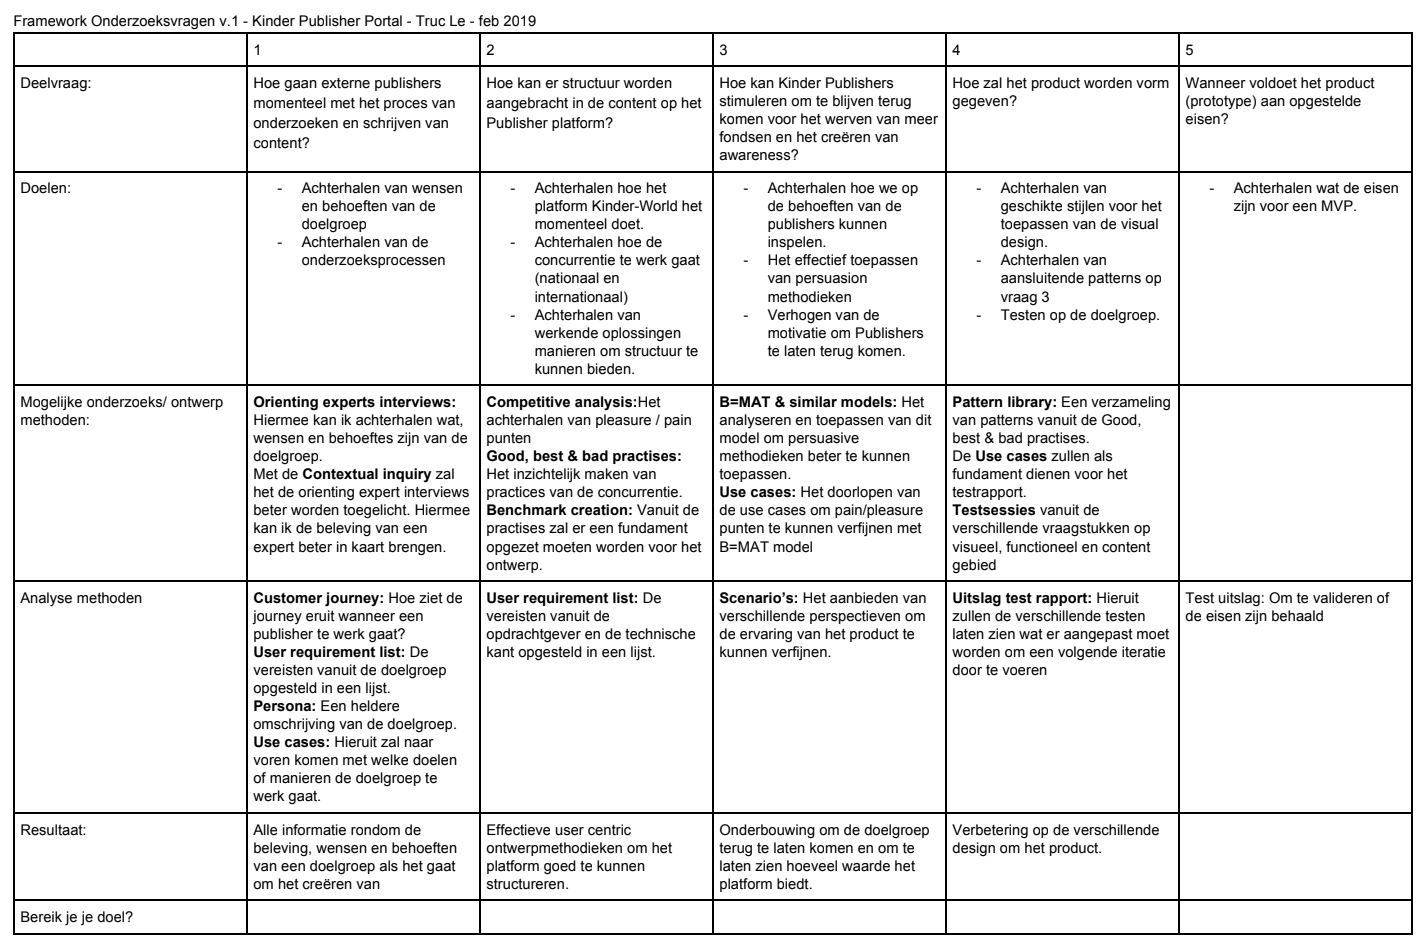 Framework Onderzoeksvragen v.1 - Kinder Publisher Portal - Truc Le - feb 2019
1
2
3
4
5
Deelvraag:
Hoe gaan externe publishers
momenteel met het proces van
onderzoeken en schrijven van
content?
Hoe kan er structuur worden
aangebracht in de content op het
Publisher platform?
Hoe kan Kinder Publishers
stimuleren om te blijven terug
komen voor het werven van meer
fondsen en het creëren van
awareness?
Hoe zal het product worden vorm
gegeven?
Wanneer voldoet het product
(prototype) aan opgestelde
eisen?
Doelen:
- Achterhalen van wensen
en behoeften van de
doelgroep
- Achterhalen van de
onderzoeksprocessen
- Achterhalen hoe het
platform Kinder-World het
momenteel doet.
- Achterhalen hoe de
concurrentie te werk gaat
(nationaal en
internationaal)
- Achterhalen van
werkende oplossingen
manieren om structuur te
kunnen bieden.
- Achterhalen hoe we op
de behoeften van de
publishers kunnen
inspelen.
- Het effectief toepassen
van persuasion
methodieken
- Verhogen van de
motivatie om Publishers
te laten terug komen.
- Achterhalen van
geschikte stijlen voor het
toepassen van de visual
design.
- Achterhalen van
aansluitende patterns op
vraag 3
- Testen op de doelgroep.
- Achterhalen wat de eisen
zijn voor een MVP.
Mogelijke onderzoeks/ ontwerp
methoden:
Orienting experts interviews:
Hiermee kan ik achterhalen wat,
wensen en behoeftes zijn van de
doelgroep.
Met de Contextual inquiry zal
het de orienting expert interviews
beter worden toegelicht. Hiermee
kan ik de beleving van een
expert beter in kaart brengen.
Competitive analysis:Het
achterhalen van pleasure / pain
punten
Good, best & bad practises:
Het inzichtelijk maken van
practices van de concurrentie.
Benchmark creation: Vanuit de
practises zal er een fundament
opgezet moeten worden voor het
ontwerp.
B=MAT & similar models: Het
analyseren en toepassen van dit
model om persuasive
methodieken beter te kunnen
toepassen.
Use cases: Het doorlopen van
de use cases om pain/pleasure
punten te kunnen verfijnen met
B=MAT model
Pattern library: Een verzameling
van patterns vanuit de Good,
best & bad practises.
De Use cases zullen als
fundament dienen voor het
testrapport.
Testsessies vanuit de
verschillende vraagstukken op
visueel, functioneel en content
gebied
Analyse methoden
Customer journey: Hoe ziet de
journey eruit wanneer een
publisher te werk gaat?
User requirement list: De
vereisten vanuit de doelgroep
opgesteld in een lijst.
Persona: Een heldere
omschrijving van de doelgroep.
Use cases: Hieruit zal naar
voren komen met welke doelen
of manieren de doelgroep te
werk gaat.
User requirement list: De
vereisten vanuit de
opdrachtgever en de technische
kant opgesteld in een lijst.
Scenario's: Het aanbieden van
verschillende perspectieven om
de ervaring van het product te
kunnen verfijnen.
Uitslag test rapport: Hieruit
zullen de verschillende testen
laten zien wat er aangepast moet
worden om een volgende iteratie
door te voeren
Test uitslag: Om te valideren of
de eisen zijn behaald
Resultaat:
Alle informatie rondom de
beleving, wensen en behoeften
van een doelgroep als het gaat
om het creëren van
Effectieve user centric
ontwerpmethodieken om het
platform goed te kunnen
structureren.
Onderbouwing om de doelgroep
terug te laten komen en om te
laten zien hoeveel waarde het
platform biedt.
Verbetering op de verschillende
design om het product.
Bereik je je doel?